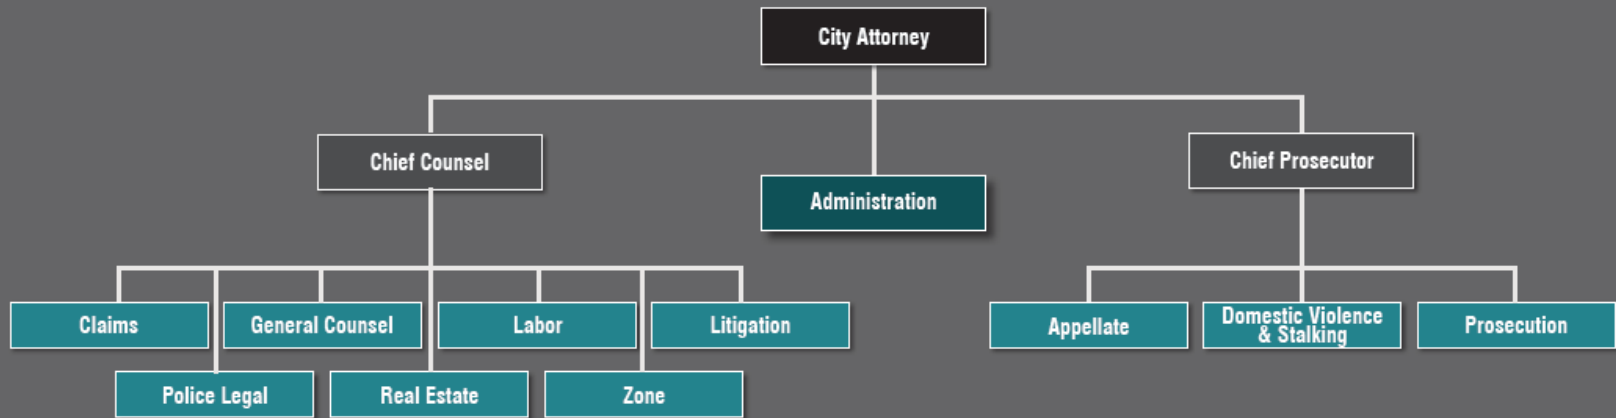 City Attorney
Chief Counsel
Chief Prosecutor
Administration
Claims
General Counsel
Labor
Litigation
Appellate
Domestic Violence
& Stalking
Prosecution
Police Legal
Real Estate
Zone